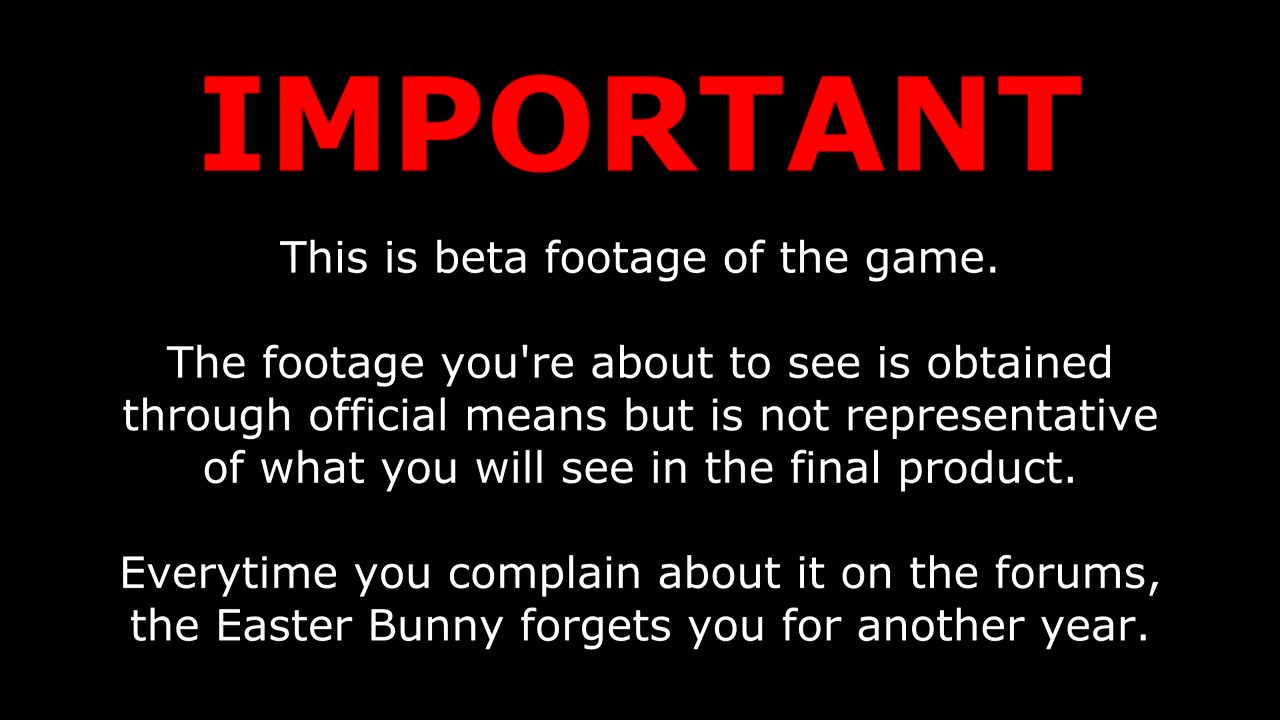 IMPORTANT
This is beta footage of the game.
The footage you're about to see is obtained
through official means but is not representative
of what you will see in the final product.
Everytime you complain about it on the forums,
the Easter Bunny forgets you for another year.